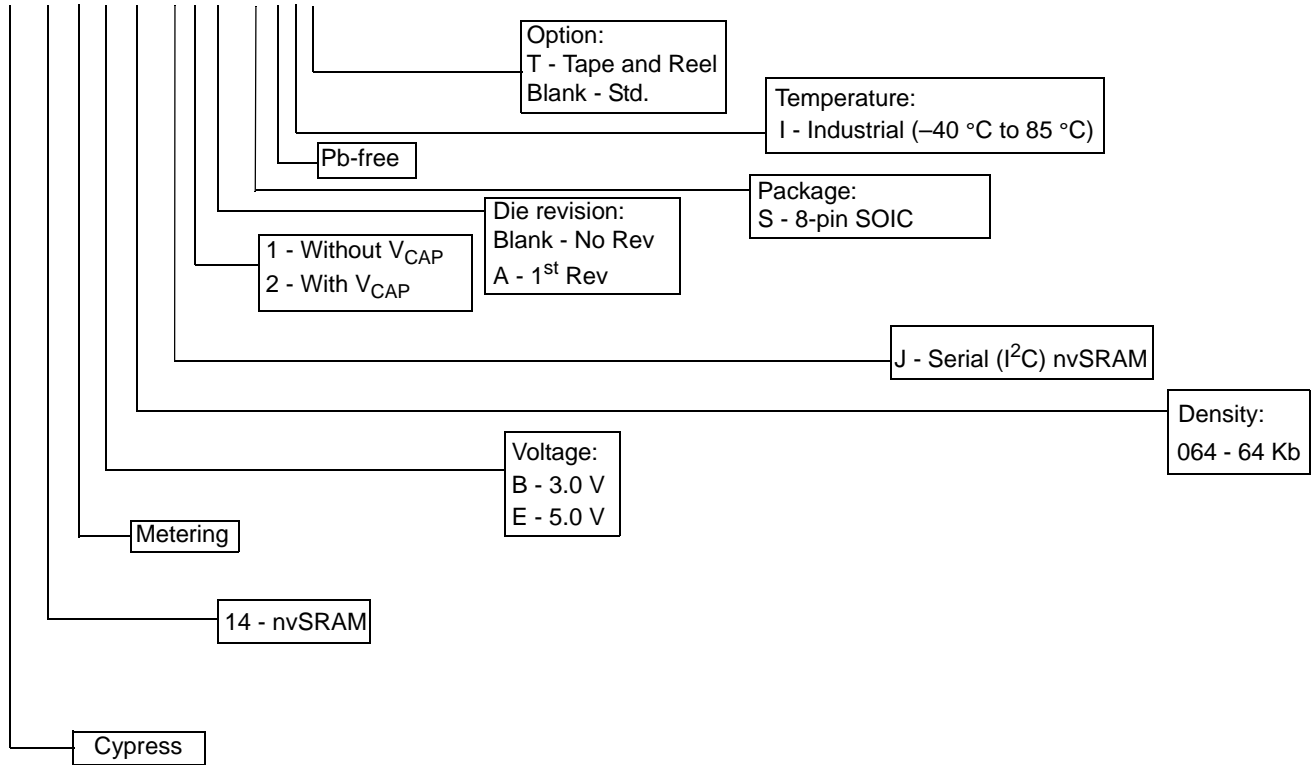 Option:
T - Tape and Reel
Blank - Std.
Temperature:
I - Industrial (–40 °C to 85 °C)
Pb-free
Package:
S - 8-pin SOIC
Die revision:
Blank - No Rev
A - 1st Rev
1 - Without VCAP
2 - With VCAP
J - Serial (I2C) nvSRAM
Density:
064 - 64 Kb
Voltage:
B - 3.0 V
E - 5.0 V
Metering
14 - nvSRAM
Cypress